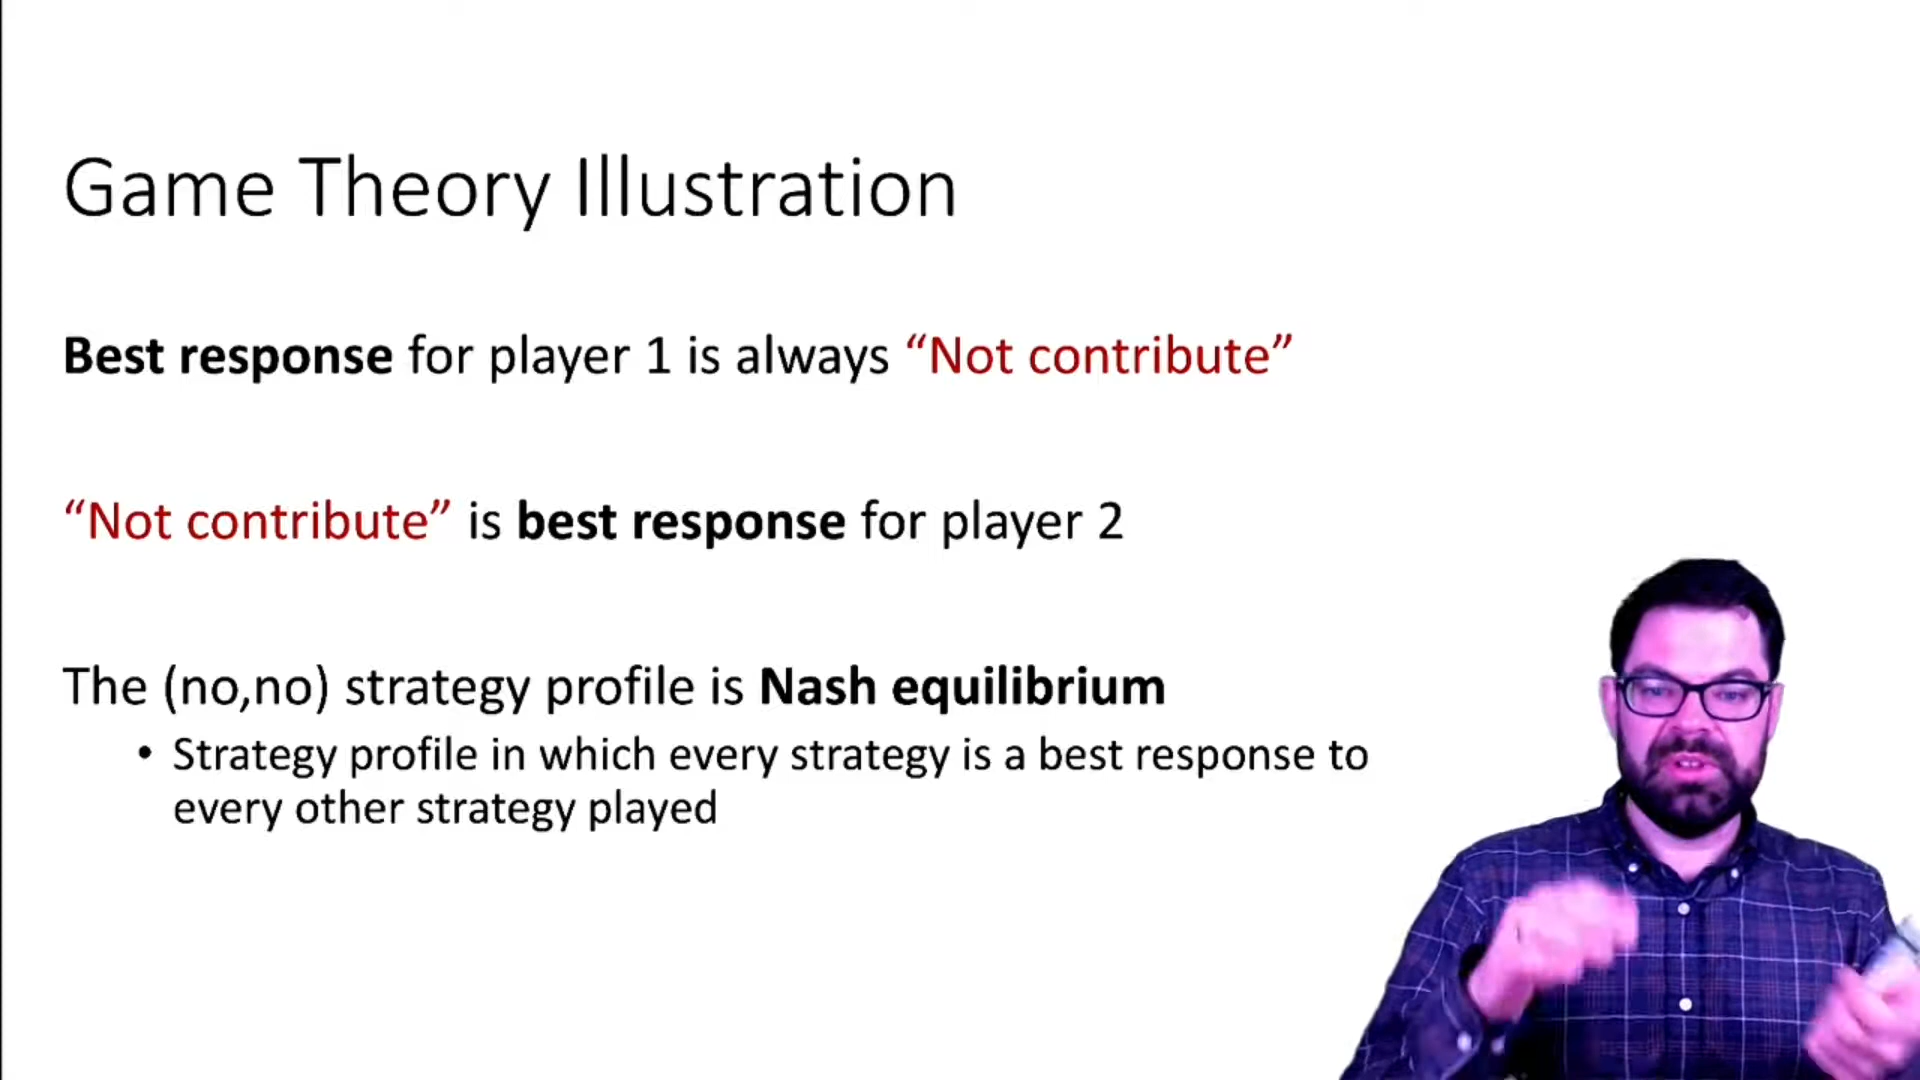 Game Theory Illustration
Best response for player 1 is always “Not contribute”
“Not contribute” is best response for player 2
The (no,no) strategy profile is Nash equilibrium
• Strategy profile in which every strategy is a best response to
every other strategy played